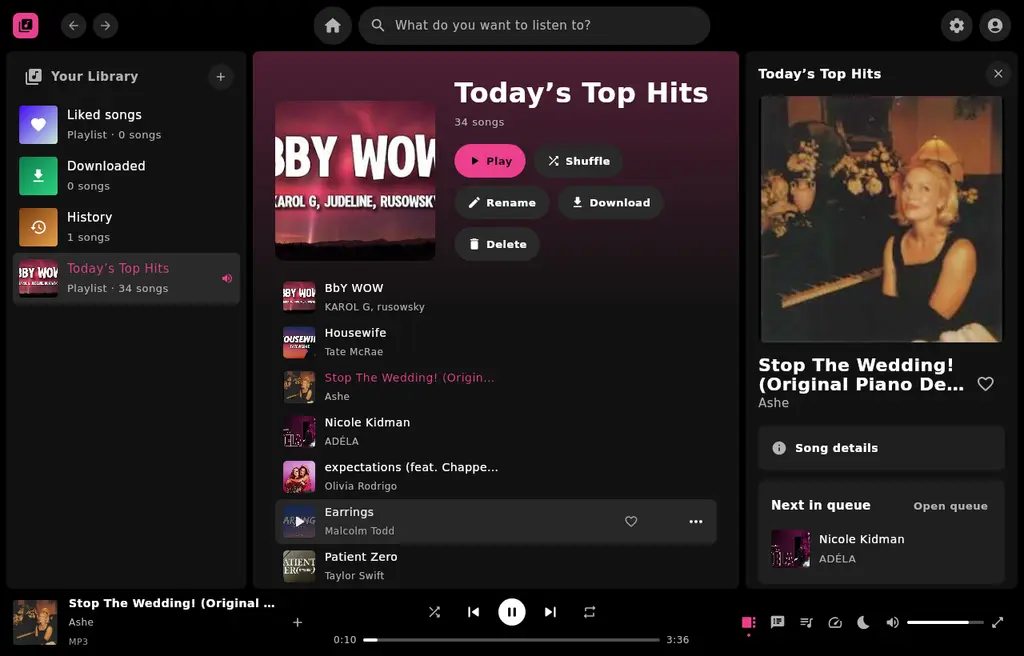 What do you want to listen to?
Your Library
Liked songs
Playlist · 0 songs
Downloaded
0 songs
History
1 songs
BBY WOW
Today's Top Hits
Playlist · 34 songs
BBY WOW
KAROL G, JUDELINE, RUSOWSKY
Today's Top Hits
34 songs
Play
Shuffle
Rename
Download
Delete
BbY WOW
KAROL G, rusowsky
Housewife
Tate McRae
Stop The Wedding! (Origin...
Ashe
Nicole Kidman
ADÉLA
expectations (feat. Chappe...
Olivia Rodrigo
Earrings
Malcolm Todd
Patient Zero
Taylor Swift
Today's Top Hits
Stop The Wedding!
(Original Piano De...
Ashe
Song details
Next in queue
Open queue
Nicole Kidman
ADÉLA
Stop The Wedding! (Original ...
Ashe
MP3
0:10
3:36